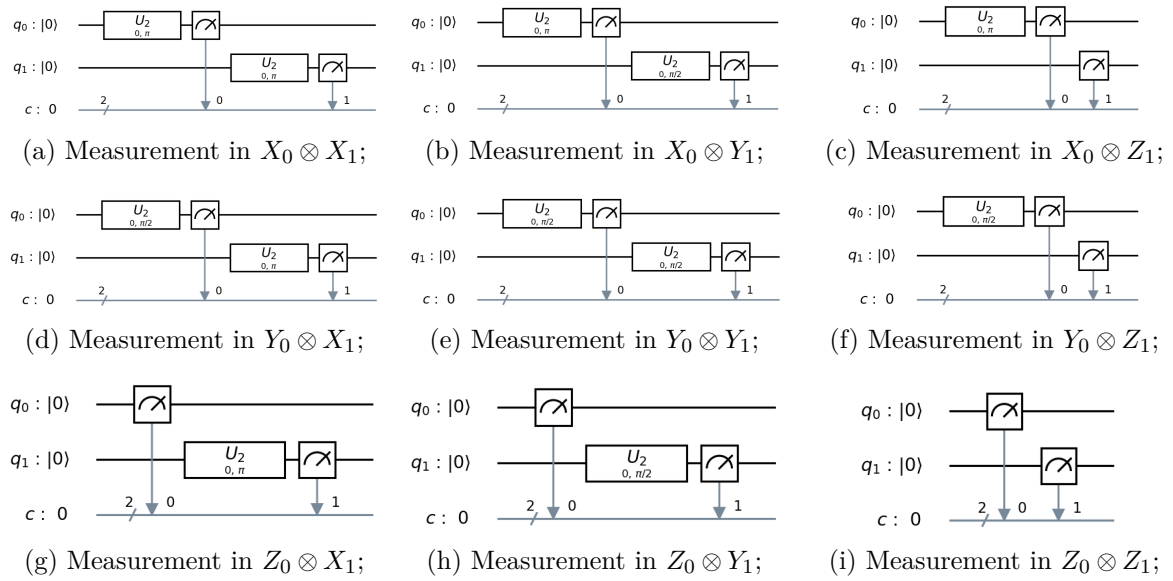 q₀ : |0⟩ U₂ 0, π
q₁ : |0⟩ U₂ 0, π
c : 0 2 0 1
(a) Measurement in X₀ ⊗ X₁;
q₀ : |0⟩ U₂ 0, π
q₁ : |0⟩ U₂ 0, π/2
c : 0 2 0 1
(b) Measurement in X₀ ⊗ Y₁;
q₀ : |0⟩ U₂ 0, π
q₁ : |0⟩
c : 0 2 0 1
(c) Measurement in X₀ ⊗ Z₁;
q₀ : |0⟩ U₂ 0, π/2
q₁ : |0⟩ U₂ 0, π
c : 0 2 0 1
(d) Measurement in Y₀ ⊗ X₁;
q₀ : |0⟩ U₂ 0, π/2
q₁ : |0⟩ U₂ 0, π/2
c : 0 2 0 1
(e) Measurement in Y₀ ⊗ Y₁;
q₀ : |0⟩ U₂ 0, π/2
q₁ : |0⟩
c : 0 2 0 1
(f) Measurement in Y₀ ⊗ Z₁;
q₀ : |0⟩
q₁ : |0⟩ U₂ 0, π
c : 0 2 0 1
(g) Measurement in Z₀ ⊗ X₁;
q₀ : |0⟩
q₁ : |0⟩ U₂ 0, π/2
c : 0 2 0 1
(h) Measurement in Z₀ ⊗ Y₁;
q₀ : |0⟩
q₁ : |0⟩
c : 0 2 0 1
(i) Measurement in Z₀ ⊗ Z₁;